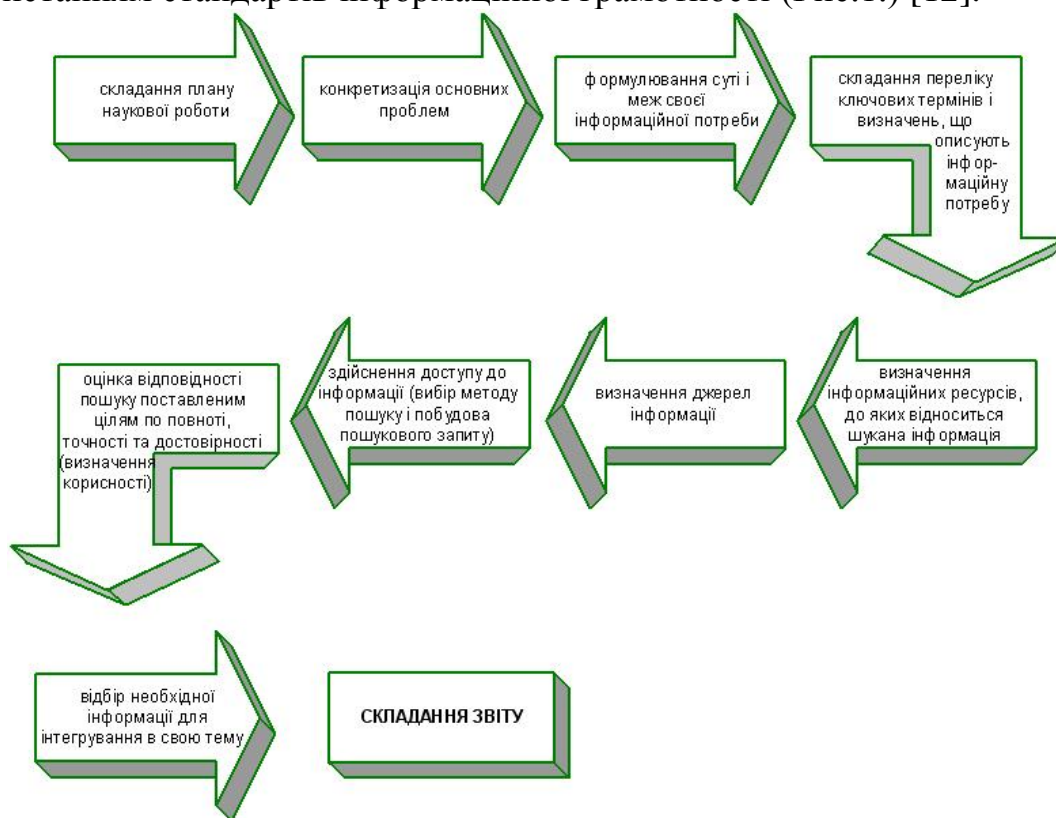 стандартів інформаційної грамотності
складання плану
наукової роботи
конкретизація основних
проблем
формулювання суті і
меж своєї
інформаційної потреби
складання переліку
ключових термінів і
визначень, що
описують
інфор-
маційну
потребу
оцінка відповідності
пошуку поставленим
цілям по повноті,
точності та достовірності
(визначення
корисності)
здійснення доступу до
інформації (вибір методу
пошуку і побудова
пошукового запиту)
визначення джерел
інформації
визначення
інформаційних ресурсів,
до яких відноситься
шукана інформація
відбір необхідної
інформації для
інтегрування в свою тему
СКЛАДАННЯ ЗВІТУ